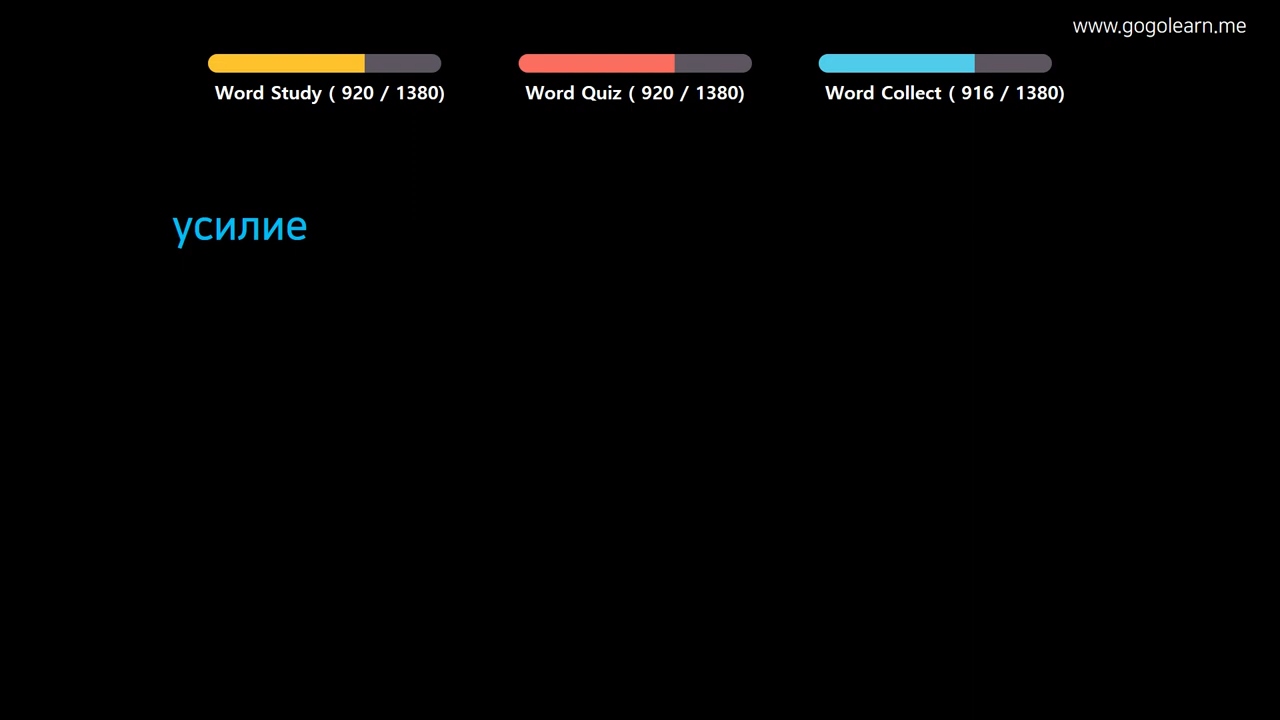 www.gogolearn.me
Word Study ( 920 / 1380)
Word Quiz ( 920 / 1380)
Word Collect ( 916 / 1380)
усилие